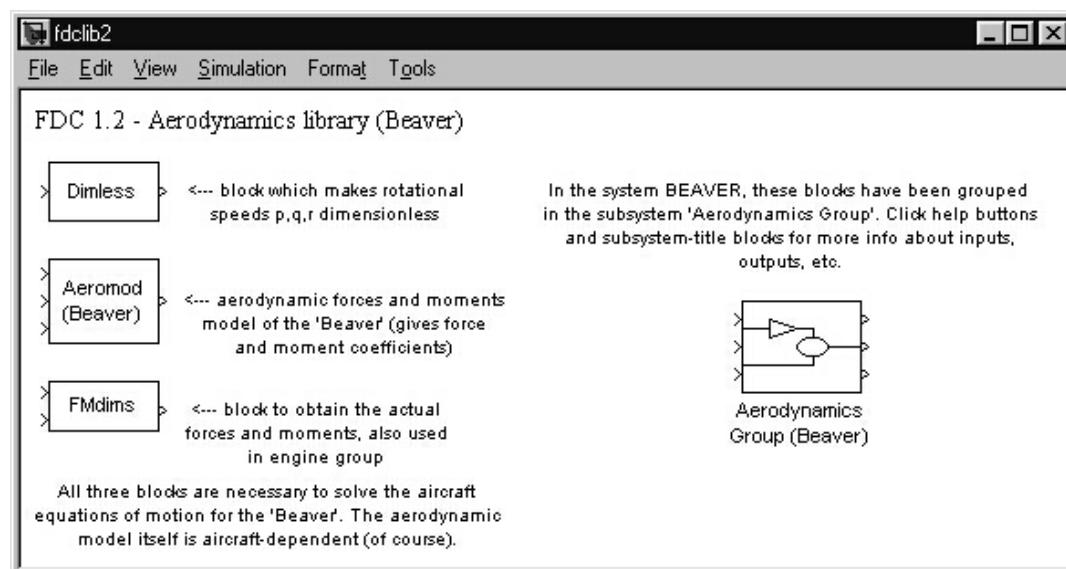 fdclib2
File Edit View Simulation Format Tools
FDC 1.2 - Aerodynamics library (Beaver)
Dimless
<--- block which makes rotational
speeds p,q,r dimensionless
Aeromod
(Beaver)
<--- aerodynamic forces and moments
model of the 'Beaver' (gives force
and moment coefficients)
FMdims
<--- block to obtain the actual
forces and moments, also used
in engine group
All three blocks are necessary to solve the aircraft
equations of motion for the 'Beaver'. The aerodynamic
model itself is aircraft-dependent (of course).
In the system BEAVER, these blocks have been grouped
in the subsystem 'Aerodynamics Group'. Click help buttons
and subsystem-title blocks for more info about inputs,
outputs, etc.
Aerodynamics
Group (Beaver)